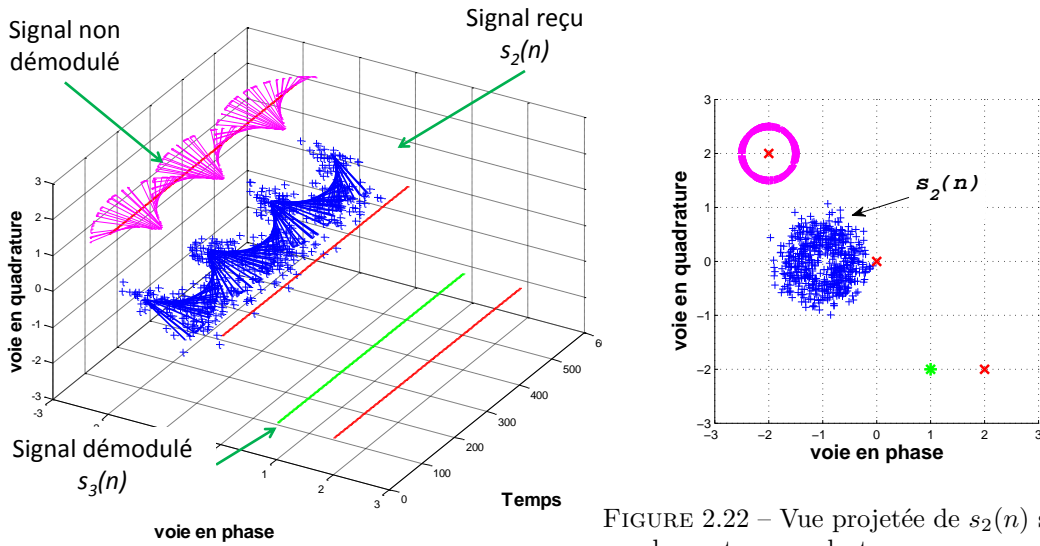 Signal non
démodulé
Signal reçu
s₂(n)
3
2
1
0
-1
-2
-3
voie en quadrature
-3
1
2
3
voie en phase
0
100
200
300
400
500
Temps
Signal démodulé
s₃(n)
3
2
1
0
−1
−2
−3
voie en quadrature
s_2(n)
−3
−2
−1
0
1
2
3
voie en phase
FIGURE 2.22 – Vue projetée de s₂(n) s